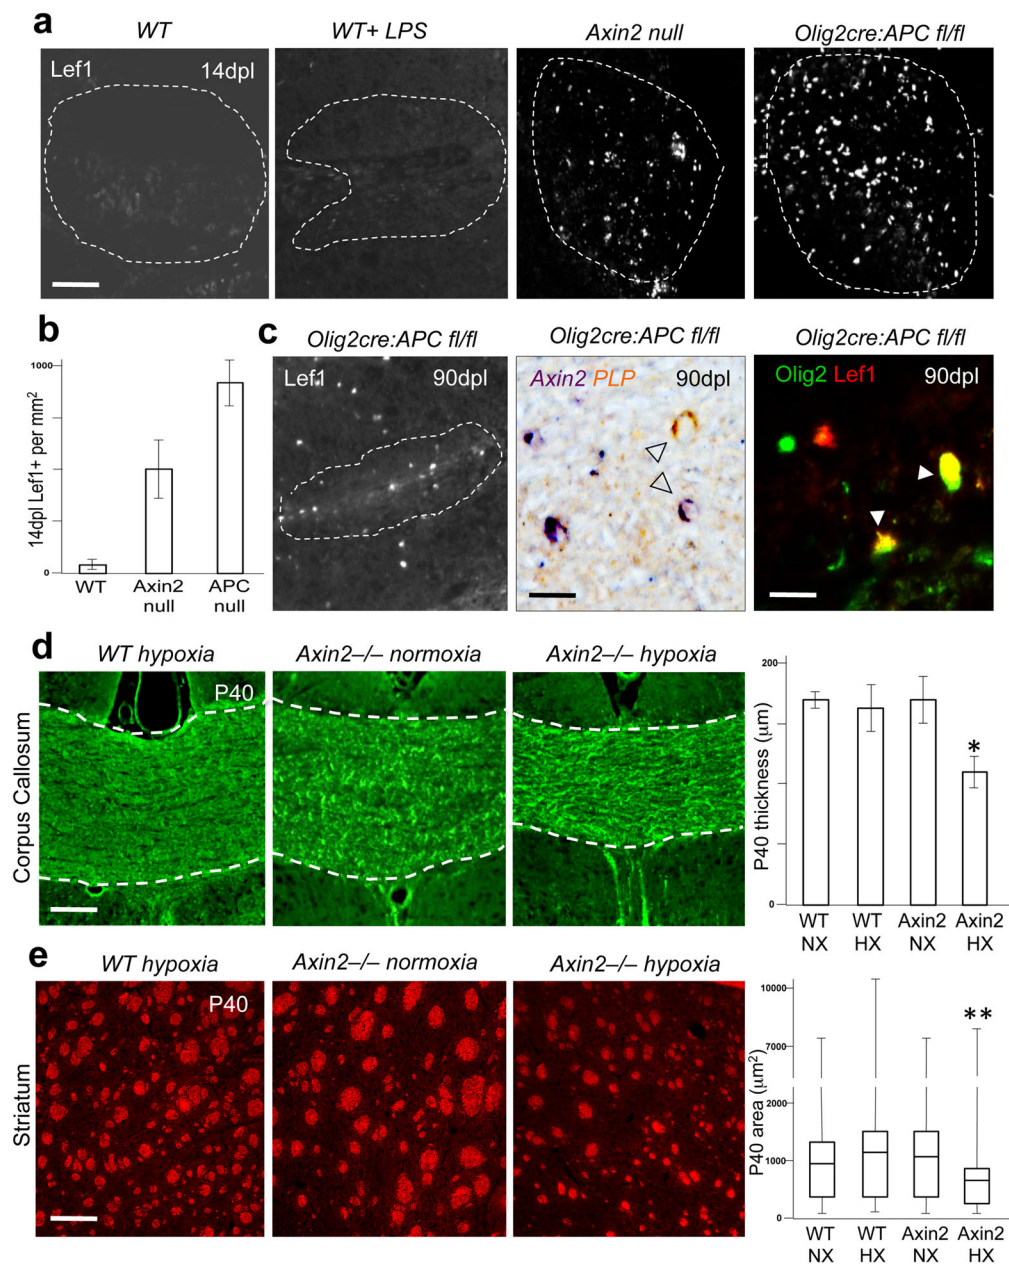 a
WT
WT+ LPS
Axin2 null
Olig2cre:APC fl/fl
Lef1 14dpl
b
1000
0
14dpl Lef1+ per mm2
WT
Axin2 null
APC null
c
Olig2cre:APC fl/fl
Olig2cre:APC fl/fl
Olig2cre:APC fl/fl
Lef1 90dpl
Axin2 PLP 90dpl
Olig2 Lef1 90dpl
d
WT hypoxia
Axin2–/– normoxia
Axin2–/– hypoxia
P40
Corpus Callosum
200
0
P40 thickness (µm)
*
WT NX
WT HX
Axin2 NX
Axin2 HX
e
WT hypoxia
Axin2–/– normoxia
Axin2–/– hypoxia
P40
Striatum
10000
7000
2000
1000
0
P40 area (µm2)
**
WT NX
WT HX
Axin2 NX
Axin2 HX